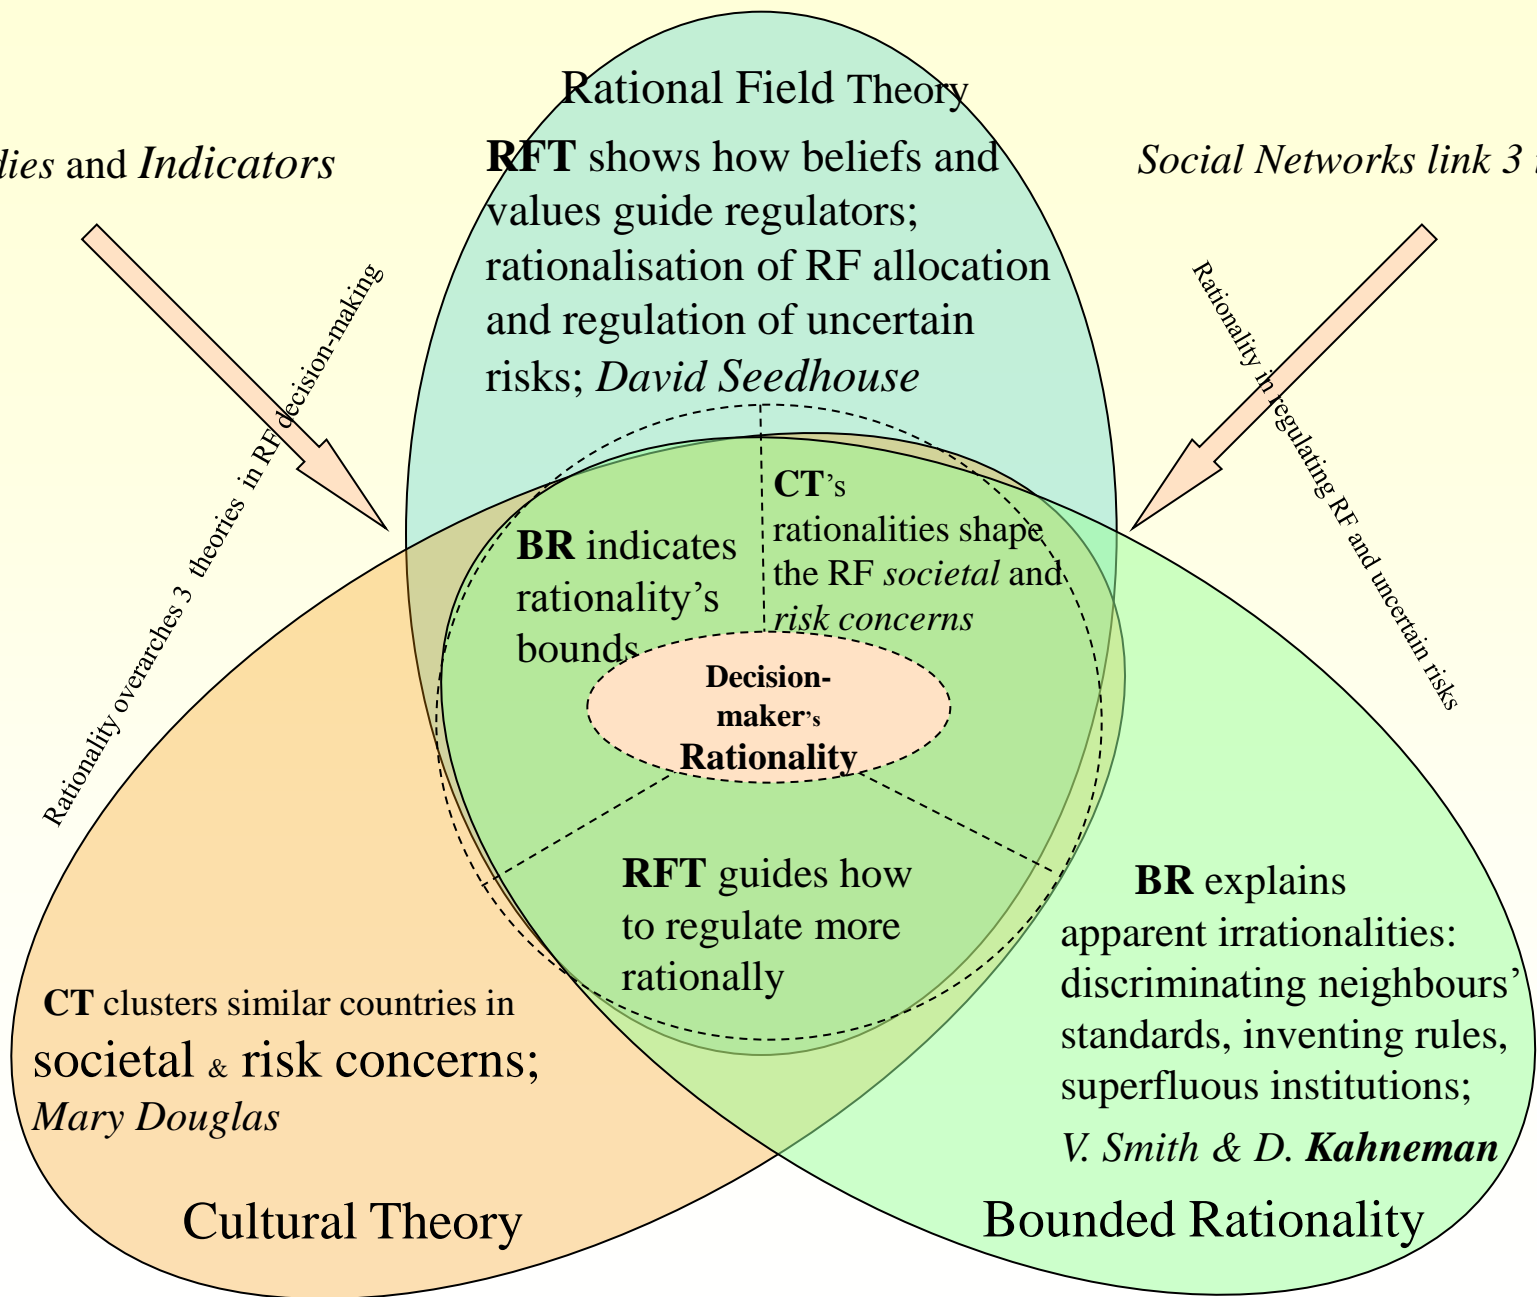 Rational Field Theory
and Indicators
RFT shows how beliefs and
values guide regulators;
rationalisation of RF allocation
and regulation of uncertain
risks; David Seedhouse
Social Networks link 3
Rationality overarches 3 theories in RF decision-making
Rationality in regulating RF and uncertain risks
BR indicates
rationality’s
bounds
CT’s
rationalities shape
the RF societal and
risk concerns
Decision-
maker’s
Rationality
RFT guides how
to regulate more
rationally
CT clusters similar countries in
societal & risk concerns;
Mary Douglas
Cultural Theory
BR explains
apparent irrationalities:
discriminating neighbours’
standards, inventing rules,
superfluous institutions;
V. Smith & D. Kahneman
Bounded Rationality